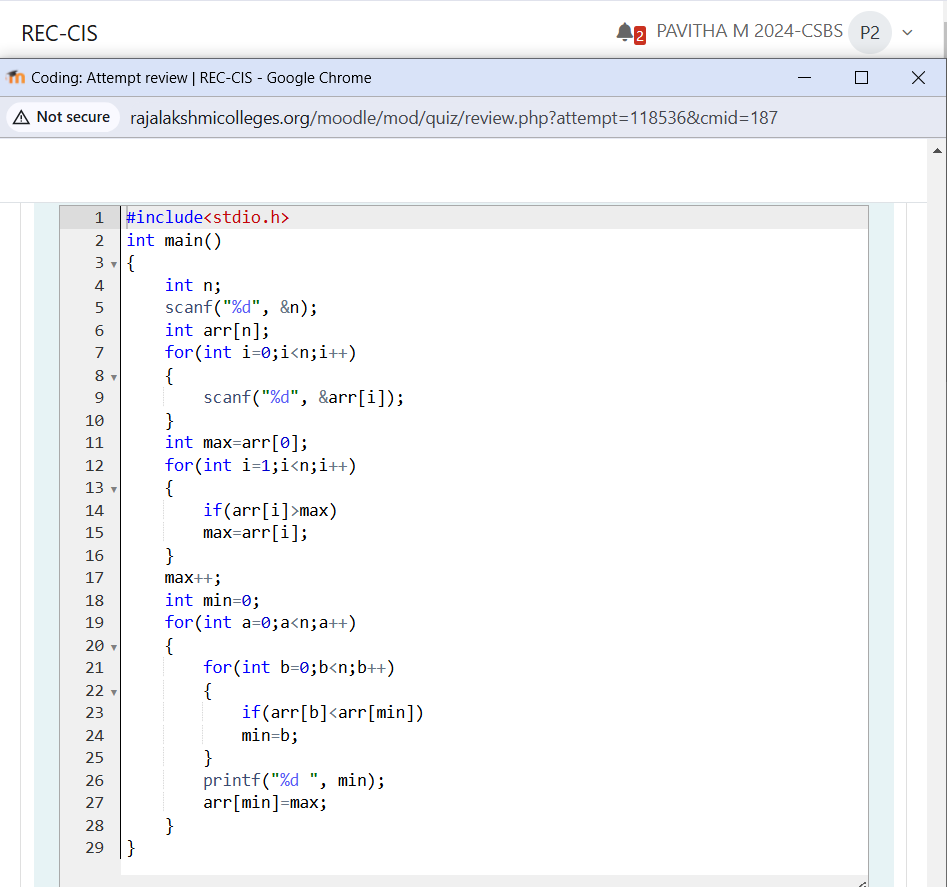 REC-CIS
2 PAVITHA M 2024-CSBS P2
Coding: Attempt review | REC-CIS - Google Chrome
Not secure rajalakshmicolleges.org/moodle/mod/quiz/review.php?attempt=118536&cmid=187
1 #include<stdio.h>
2 int main()
3 {
4     int n;
5     scanf("%d", &n);
6     int arr[n];
7     for(int i=0;i<n;i++)
8     {
9         scanf("%d", &arr[i]);
10     }
11     int max=arr[0];
12     for(int i=1;i<n;i++)
13     {
14         if(arr[i]>max)
15         max=arr[i];
16     }
17     max++;
18     int min=0;
19     for(int a=0;a<n;a++)
20     {
21         for(int b=0;b<n;b++)
22         {
23             if(arr[b]<arr[min])
24             min=b;
25         }
26         printf("%d ", min);
27         arr[min]=max;
28     }
29 }